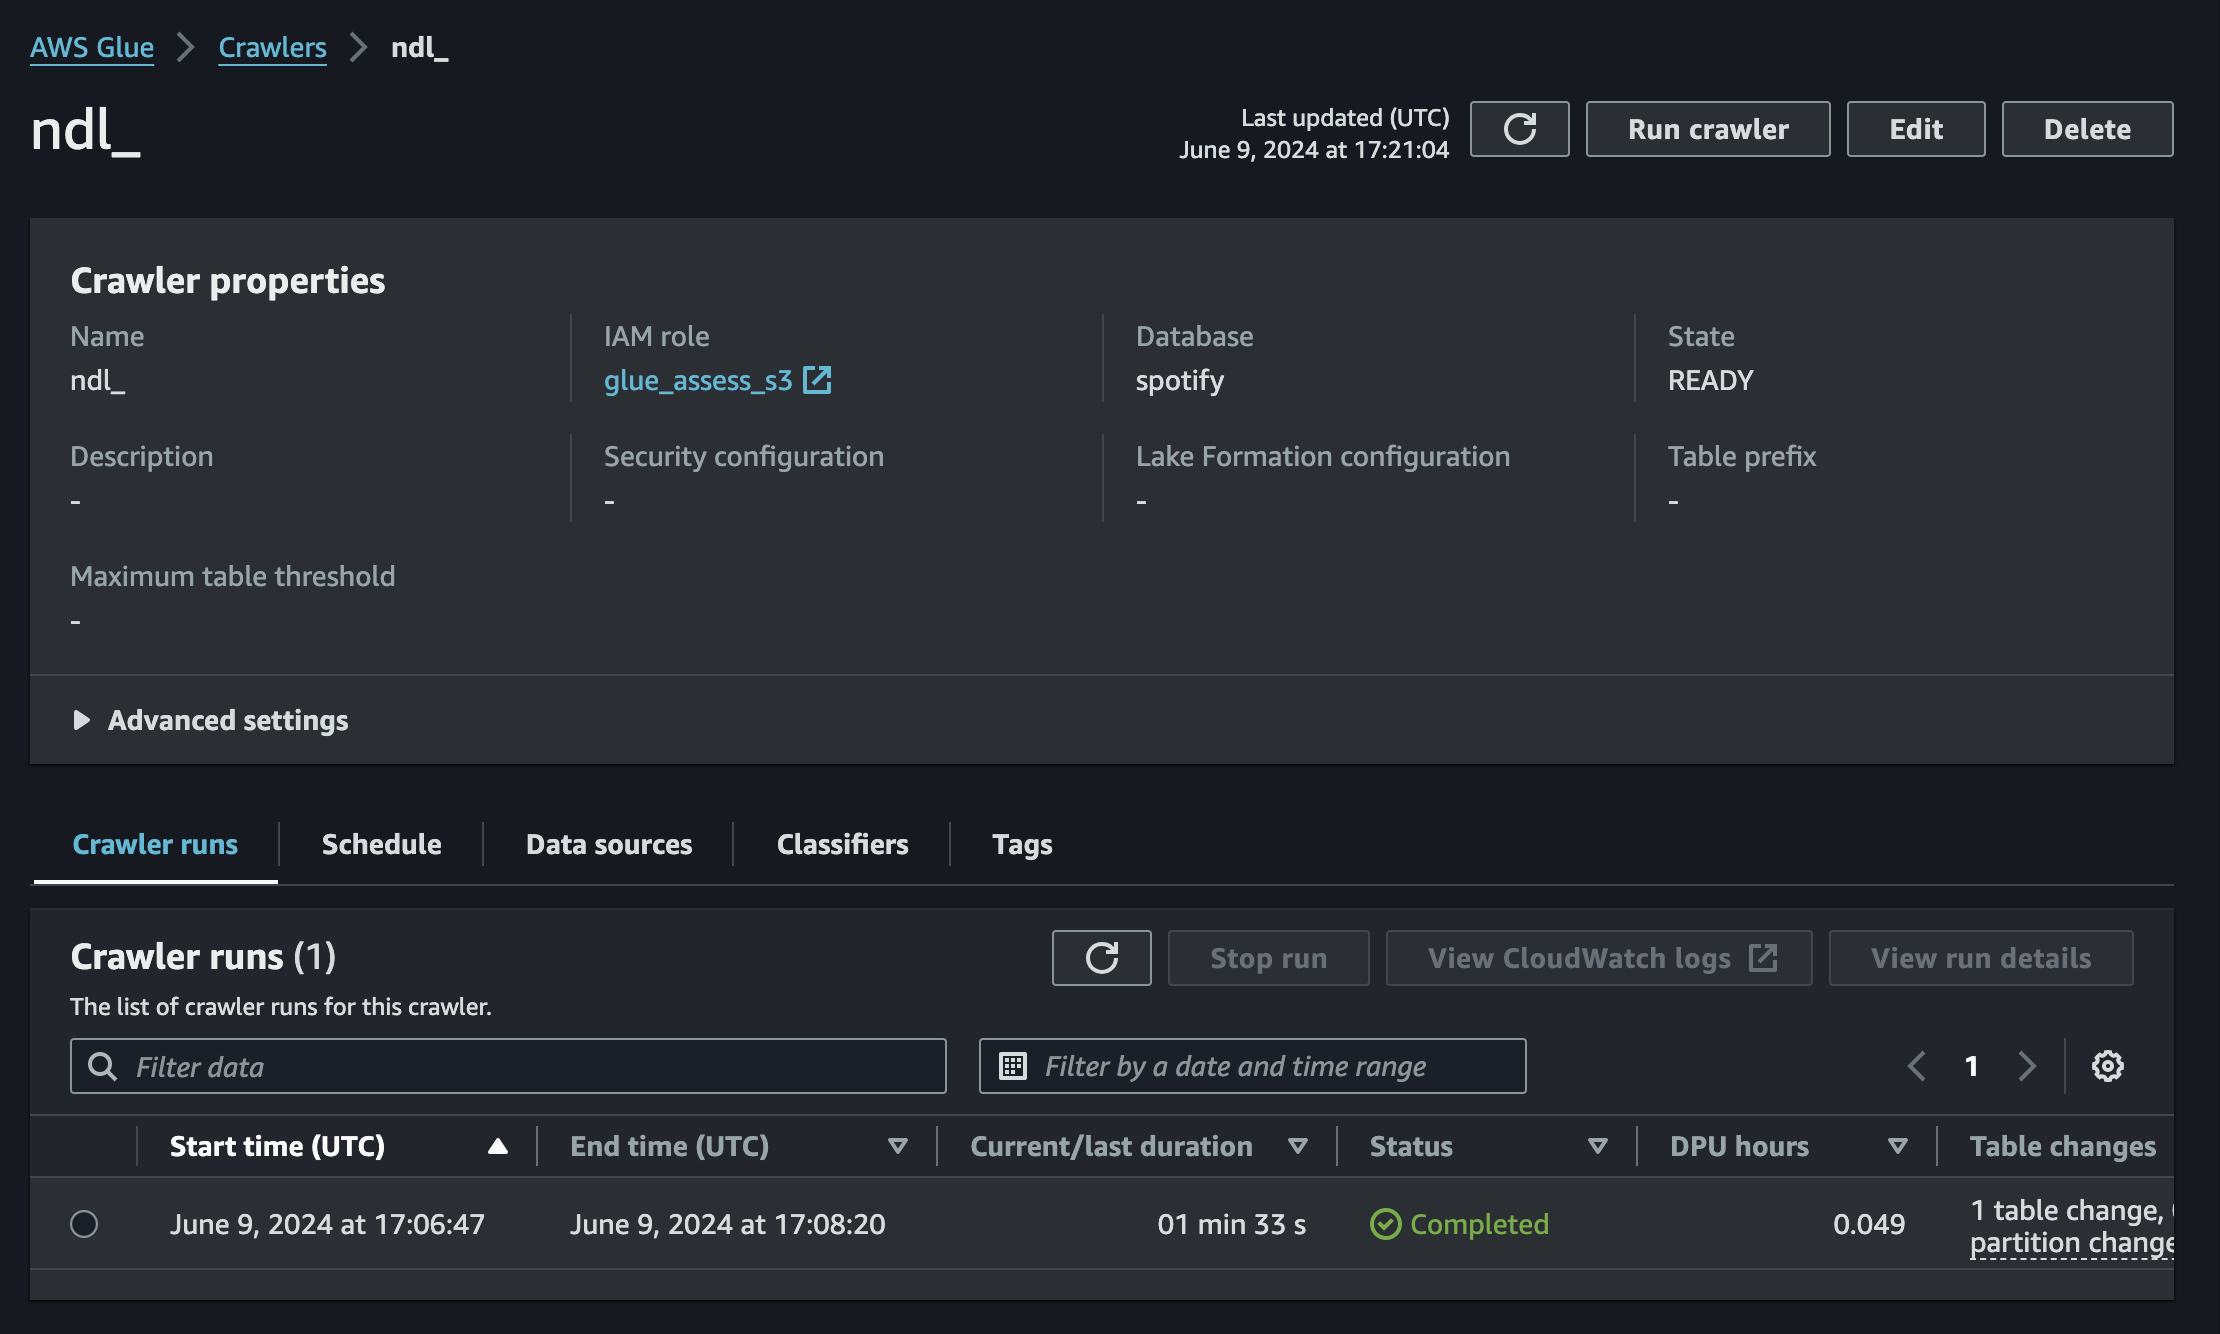 AWS Glue > Crawlers > ndl_
ndl_
Last updated (UTC)
June 9, 2024 at 17:21:04
Run crawler
Edit
Delete
Crawler properties
Name
ndl_
IAM role
glue_assess_s3
Database
spotify
State
READY
Description
-
Security configuration
-
Lake Formation configuration
-
Table prefix
-
Maximum table threshold
-
Advanced settings
Crawler runs
Schedule
Data sources
Classifiers
Tags
Crawler runs (1)
The list of crawler runs for this crawler.
Stop run
View CloudWatch logs
View run details
Filter data
Filter by a date and time range
1
Start time (UTC)
End time (UTC)
Current/last duration
Status
DPU hours
Table changes
June 9, 2024 at 17:06:47
June 9, 2024 at 17:08:20
01 min 33 s
Completed
0.049
1 table change,
partition change